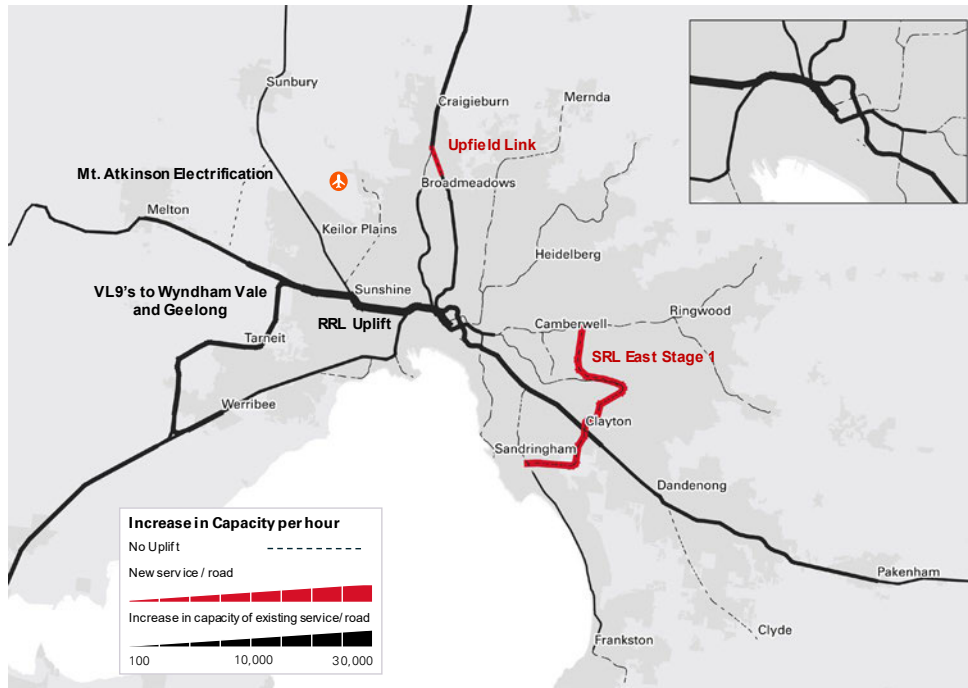 Sunbury
Craigieburn
Mernda
Upfield Link
Mt. Atkinson Electrification
Broadmeadows
Melton
Keilor Plains
Heidelberg
VL9's to Wyndham Vale
and Geelong
Sunshine
RRL Uplift
Ringwood
Camberwell
Tarneit
SRL East Stage 1
Werribee
Clayton
Sandringham
Dandenong
Pakenham
Clyde
Frankston
Increase in Capacity per hour
No Uplift
New service / road
Increase in capacity of existing service/ road
100 10,000 30,000